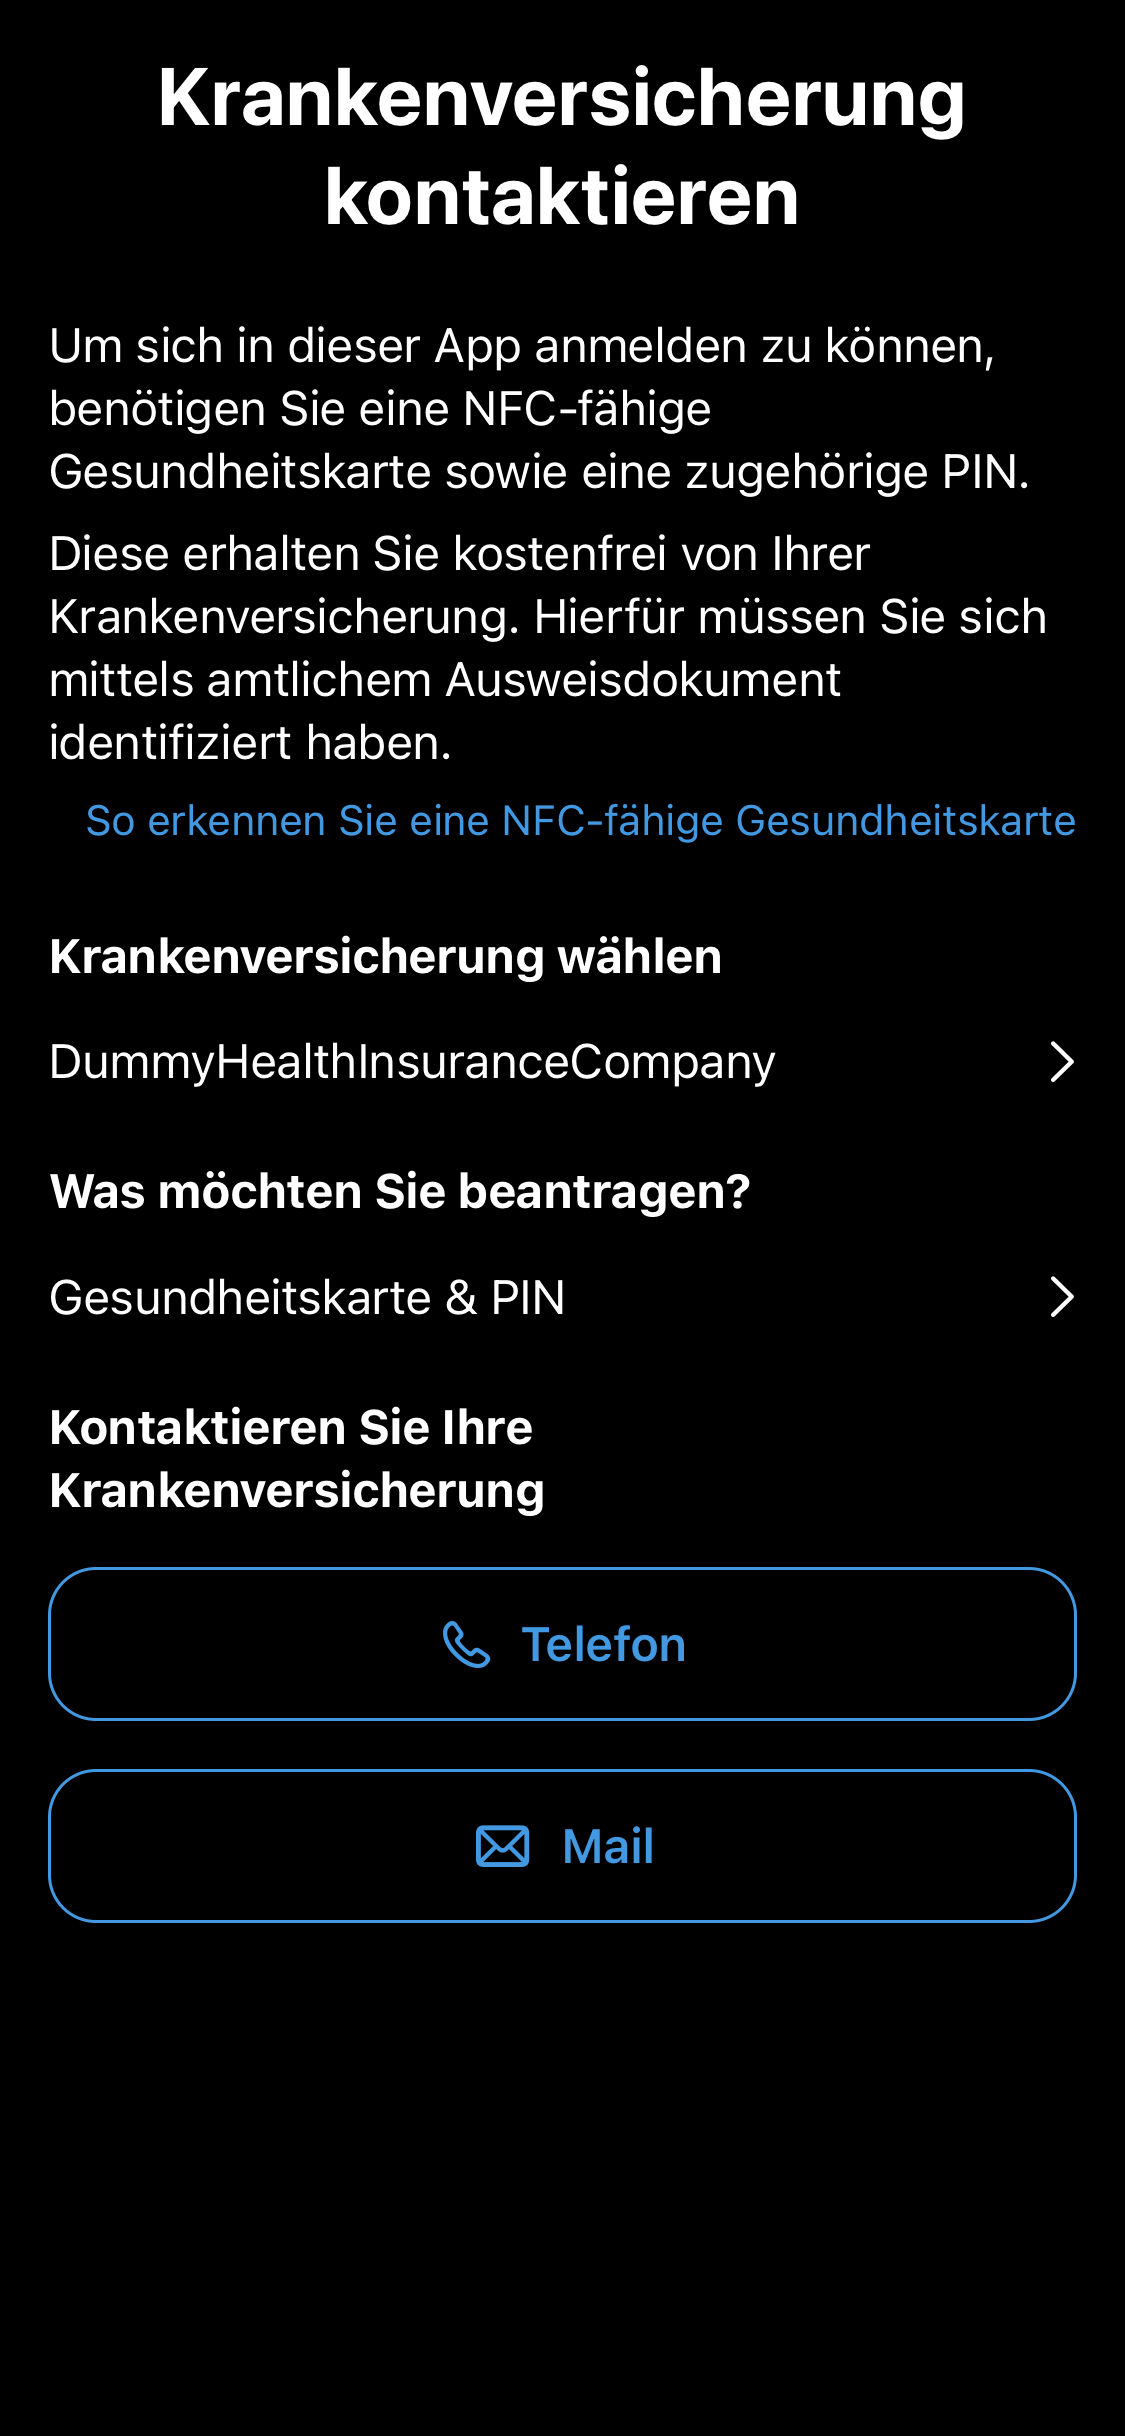 Krankenversicherung
kontaktieren
Um sich in dieser App anmelden zu können,
benötigen Sie eine NFC-fähige
Gesundheitskarte sowie eine zugehörige PIN.
Diese erhalten Sie kostenfrei von Ihrer
Krankenversicherung. Hierfür müssen Sie sich
mittels amtlichem Ausweisdokument
identifiziert haben.
So erkennen Sie eine NFC-fähige Gesundheitskarte
Krankenversicherung wählen
DummyHealthInsuranceCompany
Was möchten Sie beantragen?
Gesundheitskarte & PIN
Kontaktieren Sie Ihre
Krankenversicherung
Telefon
Mail